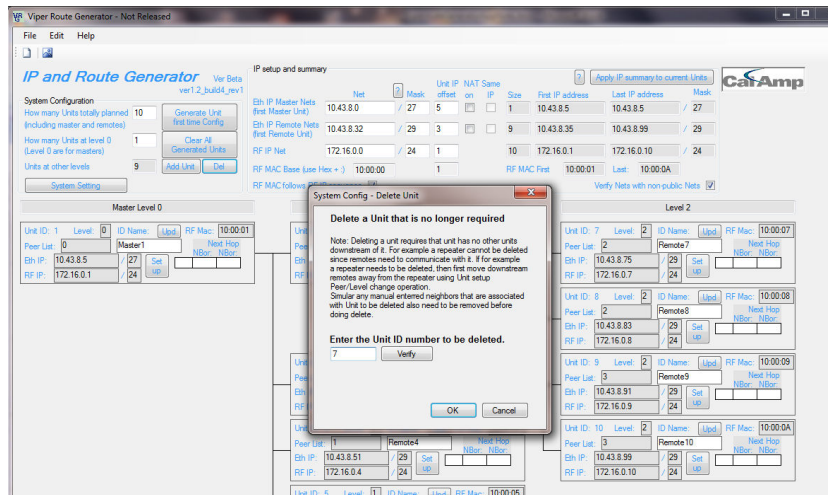 Viper Route Generator - Not Released
File Edit Help
IP and Route Generator Ver Beta
ver1.2_build4_rev1
System Configuration
How many Units totally planned 10 Generate Unit
(including master and remotes) first time Config
How many Units at level 0 1 Clear All
(Level 0 are for masters) Generated Units
Units at other levels 9 Add Unit Del
System Setting
IP setup and summary
? Apply IP summary to current Units
CalAmp
Unit IP NAT Same
Net ? Mask offset on IP Size First IP address Last IP address Mask
Eth IP Master Nets
(first Master Unit) 10.43.8.0 / 27 5 1 10.43.8.5 10.43.8.5 / 27
Eth IP Remote Nets
(first Remote Unit) 10.43.8.32 / 29 3 9 10.43.8.35 10.43.8.99 / 29
RF IP Net 172.16.0.0 / 24 1 10 172.16.0.1 172.16.0.10 / 24
RF MAC Base (use Hex + :) 10:00:00 1 RF MAC First 10:00:01 Last 10:00:0A
RF MAC follows
Verify Nets with non-public Nets
Master Level 0
Unit ID: 1 Level: 0 ID Name: Upd RF Mac: 10:00:01
Peer List: 0 Master1 Next Hop
Eth IP: 10.43.8.5 / 27 Set up NBor: NBor:
RF IP: 172.16.0.1 / 24
System Config - Delete Unit
Delete a Unit that is no longer required
Note: Deleting a unit requires that unit has no other units
downstream of it. For example a repeater cannot be deleted
since remotes need to communicate with it. If for example
a repeater needs to be deleted, then first move downstream
remotes away from the repeater using Unit setup
Peer/Level change operation.
Simular any manual enterred neighbors that are associated
with Unit to be deleted also need to be removed before
doing delete.
Enter the Unit ID number to be deleted.
7 Verify
OK Cancel
Unit
Peer
Eth
RF IP
Unit
Peer
Eth
RF IP
Unit
Peer List: 1 Remote4 Next Hop
Eth IP: 10.43.8.51 / 29 Set up NBor: NBor:
RF IP: 172.16.0.4 / 24
Unit ID: 5 Level: 1 ID Name: Upd RF Mac: 10:00:05
Level 2
Unit ID: 7 Level: 2 ID Name: Upd RF Mac: 10:00:07
Peer List: 2 Remote7 Next Hop
Eth IP: 10.43.8.75 / 29 Set up NBor: NBor:
RF IP: 172.16.0.7 / 24
Unit ID: 8 Level: 2 ID Name: Upd RF Mac: 10:00:08
Peer List: 2 Remote8 Next Hop
Eth IP: 10.43.8.83 / 29 Set up NBor: NBor:
RF IP: 172.16.0.8 / 24
Unit ID: 9 Level: 2 ID Name: Upd RF Mac: 10:00:09
Peer List: 3 Remote9 Next Hop
Eth IP: 10.43.8.91 / 29 Set up NBor: NBor:
RF IP: 172.16.0.9 / 24
Unit ID: 10 Level: 2 ID Name: Upd RF Mac: 10:00:0A
Peer List: 3 Remote10 Next Hop
Eth IP: 10.43.8.99 / 29 Set up NBor: NBor:
RF IP: 172.16.0.10 / 24